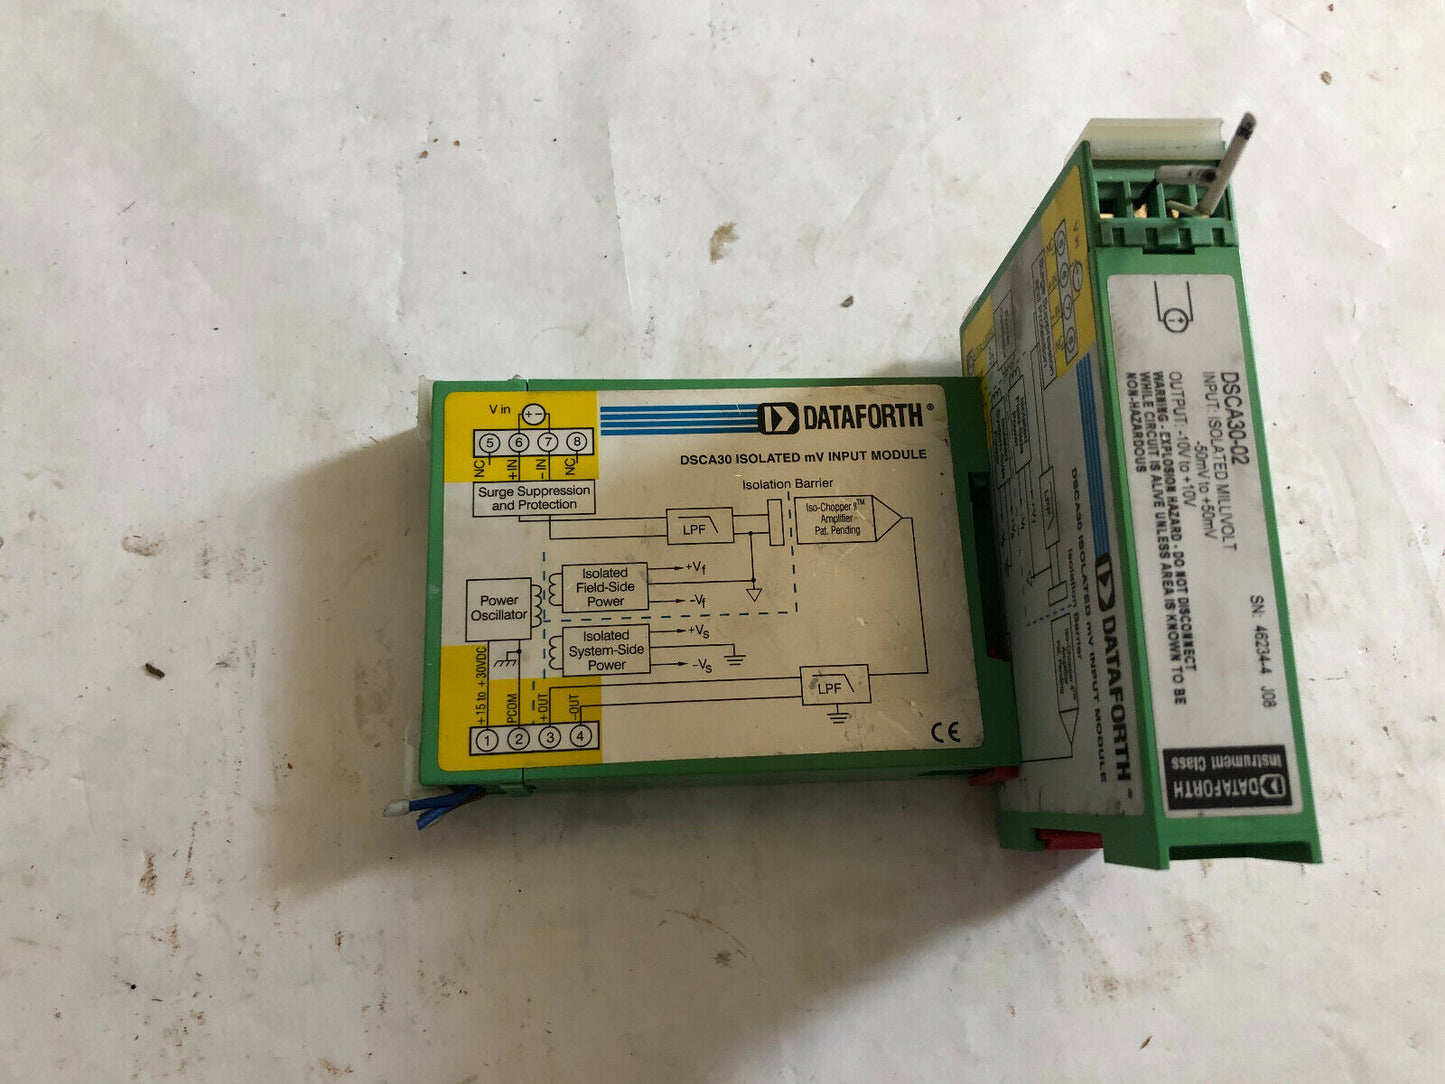 DATAFORTH®
DSCA30 ISOLATED mV INPUT MODULE
V in
+ −
5 6 7 8
NC +IN −IN NC
Surge Suppression
and Protection
Isolation Barrier
LPF
Iso-Chopper I™
Amplifier
Pat. Pending
Isolated
Field-Side
Power
+Vf
−Vf
Power
Oscillator
Isolated
System-Side
Power
+Vs
−Vs
LPF
+15 to +30VDC
PCOM
+OUT
−OUT
1 2 3 4
CE
V in
DATAFORTH®
DSCA30 ISOLATED mV INPUT MODULE
Isolation Barrier
LPF
DSCA30-02
INPUT: ISOLATED MILLIVOLT
-50mV to +50mV
OUTPUT: -10V to +10V
WARNING - EXPLOSION HAZARD - DO NOT DISCONNECT
WHILE CIRCUIT IS ALIVE UNLESS AREA IS KNOWN TO BE
NON-HAZARDOUS
SN: 46234-4 J08
DATAFORTH
Instrument Class